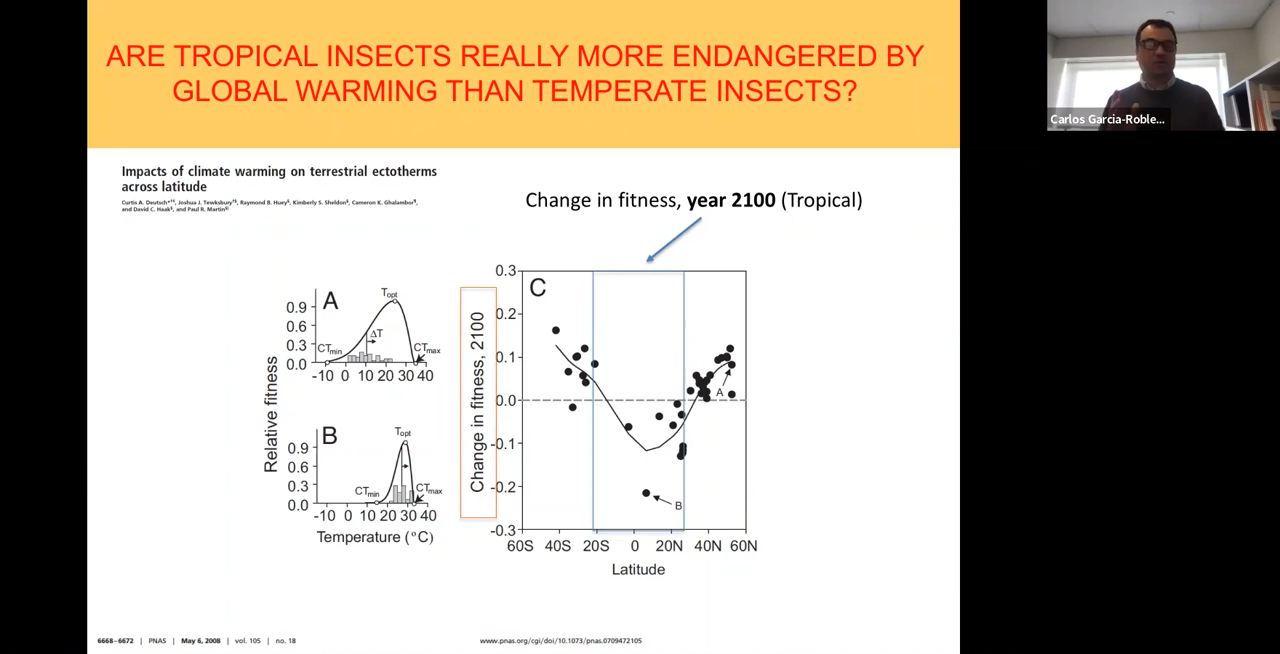 ARE TROPICAL INSECTS REALLY MORE ENDANGERED BY
GLOBAL WARMING THAN TEMPERATE INSECTS?
Carlos Garcia-Roble...
Impacts of climate warming on terrestrial ectotherms
across latitude
Curtis A. Deutsch*†‡, Joshua J. Tewksbury†§, Raymond B. Huey§, Kimberly S. Sheldon§, Cameron K. Ghalambor¶,
and David C. Haak§, and Paul R. Martin§‖
Change in fitness, year 2100 (Tropical)
Relative fitness
A
Topt
CTmin
ΔT
CTmax
0.9
0.6
0.3
0.0
-10 0 10 20 30 40
B
Topt
CTmin
CTmax
0.9
0.6
0.3
0.0
-10 0 10 20 30 40
Temperature (°C)
Change in fitness, 2100
C
0.3
0.2
0.1
0.0
-0.1
-0.2
-0.3
A
B
60S 40S 20S 0 20N 40N 60N
Latitude
6668–6672 | PNAS | May 6, 2008 | vol. 105 | no. 18
www.pnas.org/cgi/doi/10.1073/pnas.0709472105